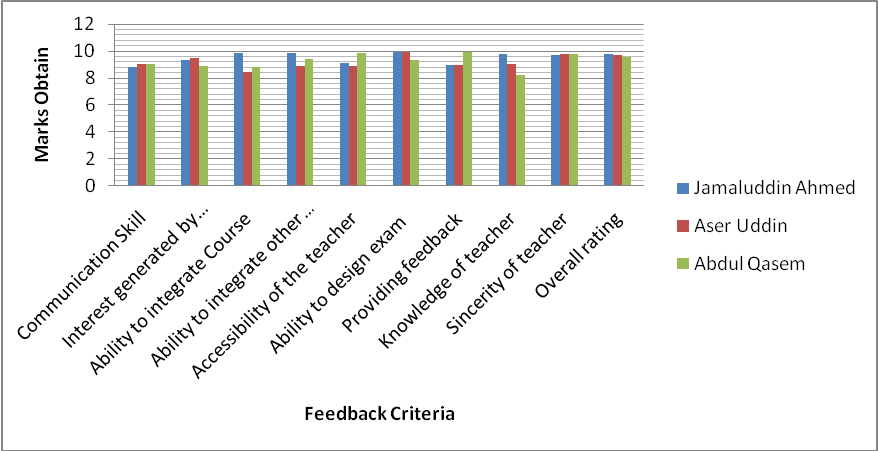 12
10
8
6
4
2
0
Marks Obtain
Communication Skill
Interest generated by...
Ability to integrate Course
Ability to integrate other ...
Accessibility of the teacher
Ability to design exam
Providing feedback
Knowledge of teacher
Sincerity of teacher
Overall rating
Feedback Criteria
Jamaluddin Ahmed
Aser Uddin
Abdul Qasem